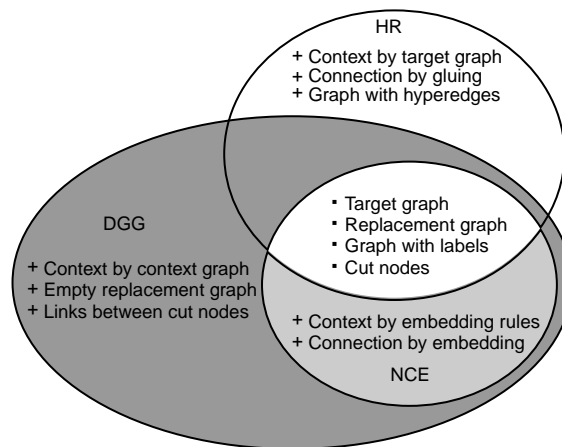 HR
+ Context by target graph
+ Connection by gluing
+ Graph with hyperedges
▪ Target graph
▪ Replacement graph
▪ Graph with labels
▪ Cut nodes
DGG
+ Context by context graph
+ Empty replacement graph
+ Links between cut nodes
+ Context by embedding rules
+ Connection by embedding
NCE